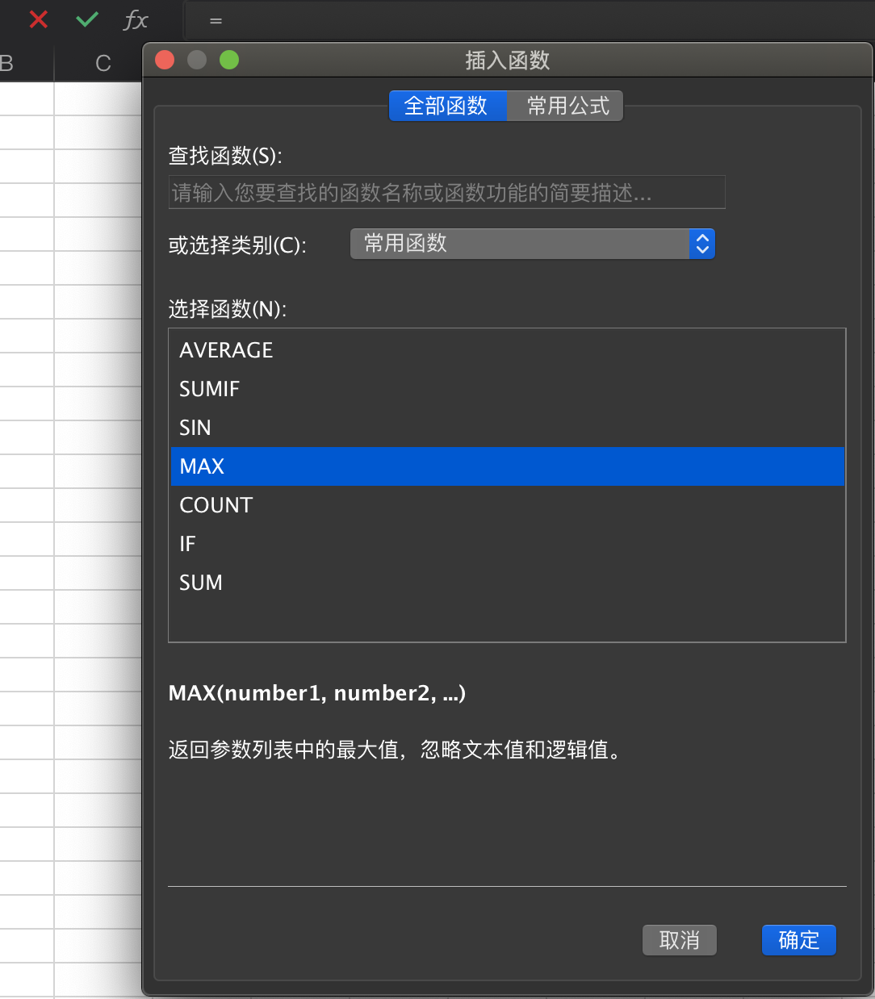 fx =
B C
插入函数
全部函数 常用公式
查找函数(S):
请输入您要查找的函数名称或函数功能的简要描述...
或选择类别(C): 常用函数
选择函数(N):
AVERAGE
SUMIF
SIN
MAX
COUNT
IF
SUM
MAX(number1, number2, ...)
返回参数列表中的最大值，忽略文本值和逻辑值。
取消 确定